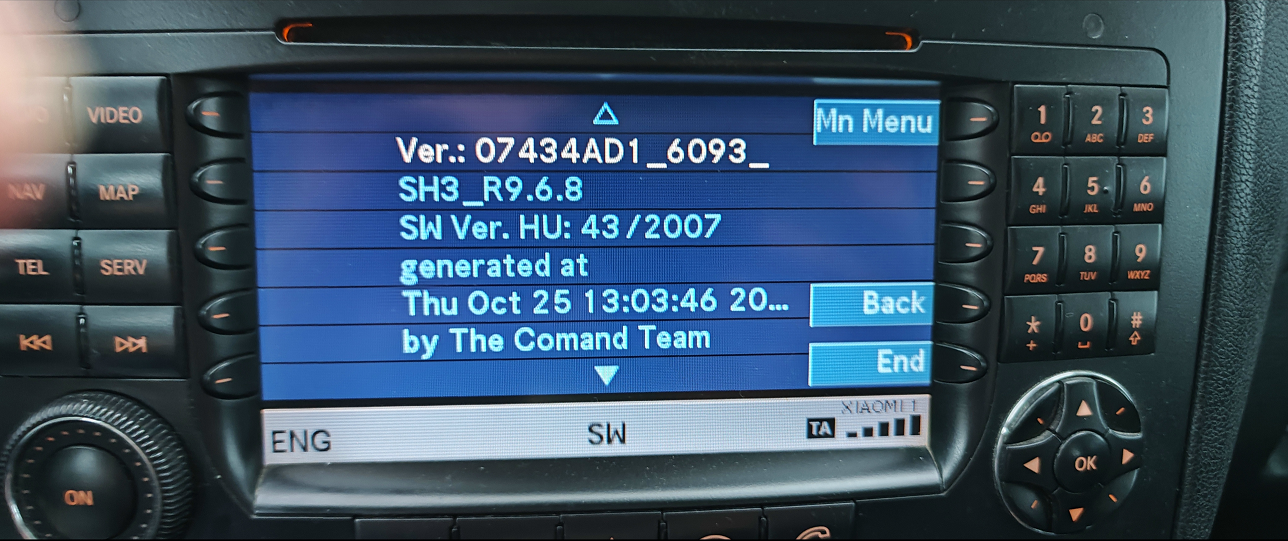 VIDEO
NAV
MAP
TEL
SERV
ON
Mn Menu
Ver.: 07434AD1_6093_
SH3_R9.6.8
SW Ver. HU: 43/2007
generated at
Thu Oct 25 13:03:46 20...
by The Comand Team
Back
End
ENG
SW
TA
XIAOMI 1
1
2 ABC
3 DEF
4 GHI
5 JKL
6 MNO
7 PQRS
8 TUV
9 WXYZ
* +
0
#
OK